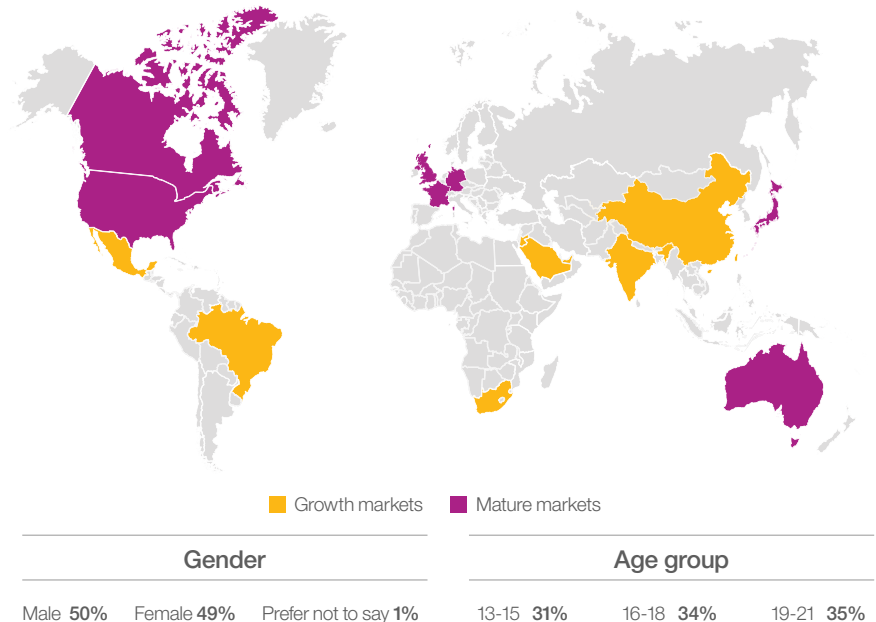 Growth markets Mature markets
Gender
Male 50% Female 49% Prefer not to say 1%
Age group
13-15 31% 16-18 34% 19-21 35%